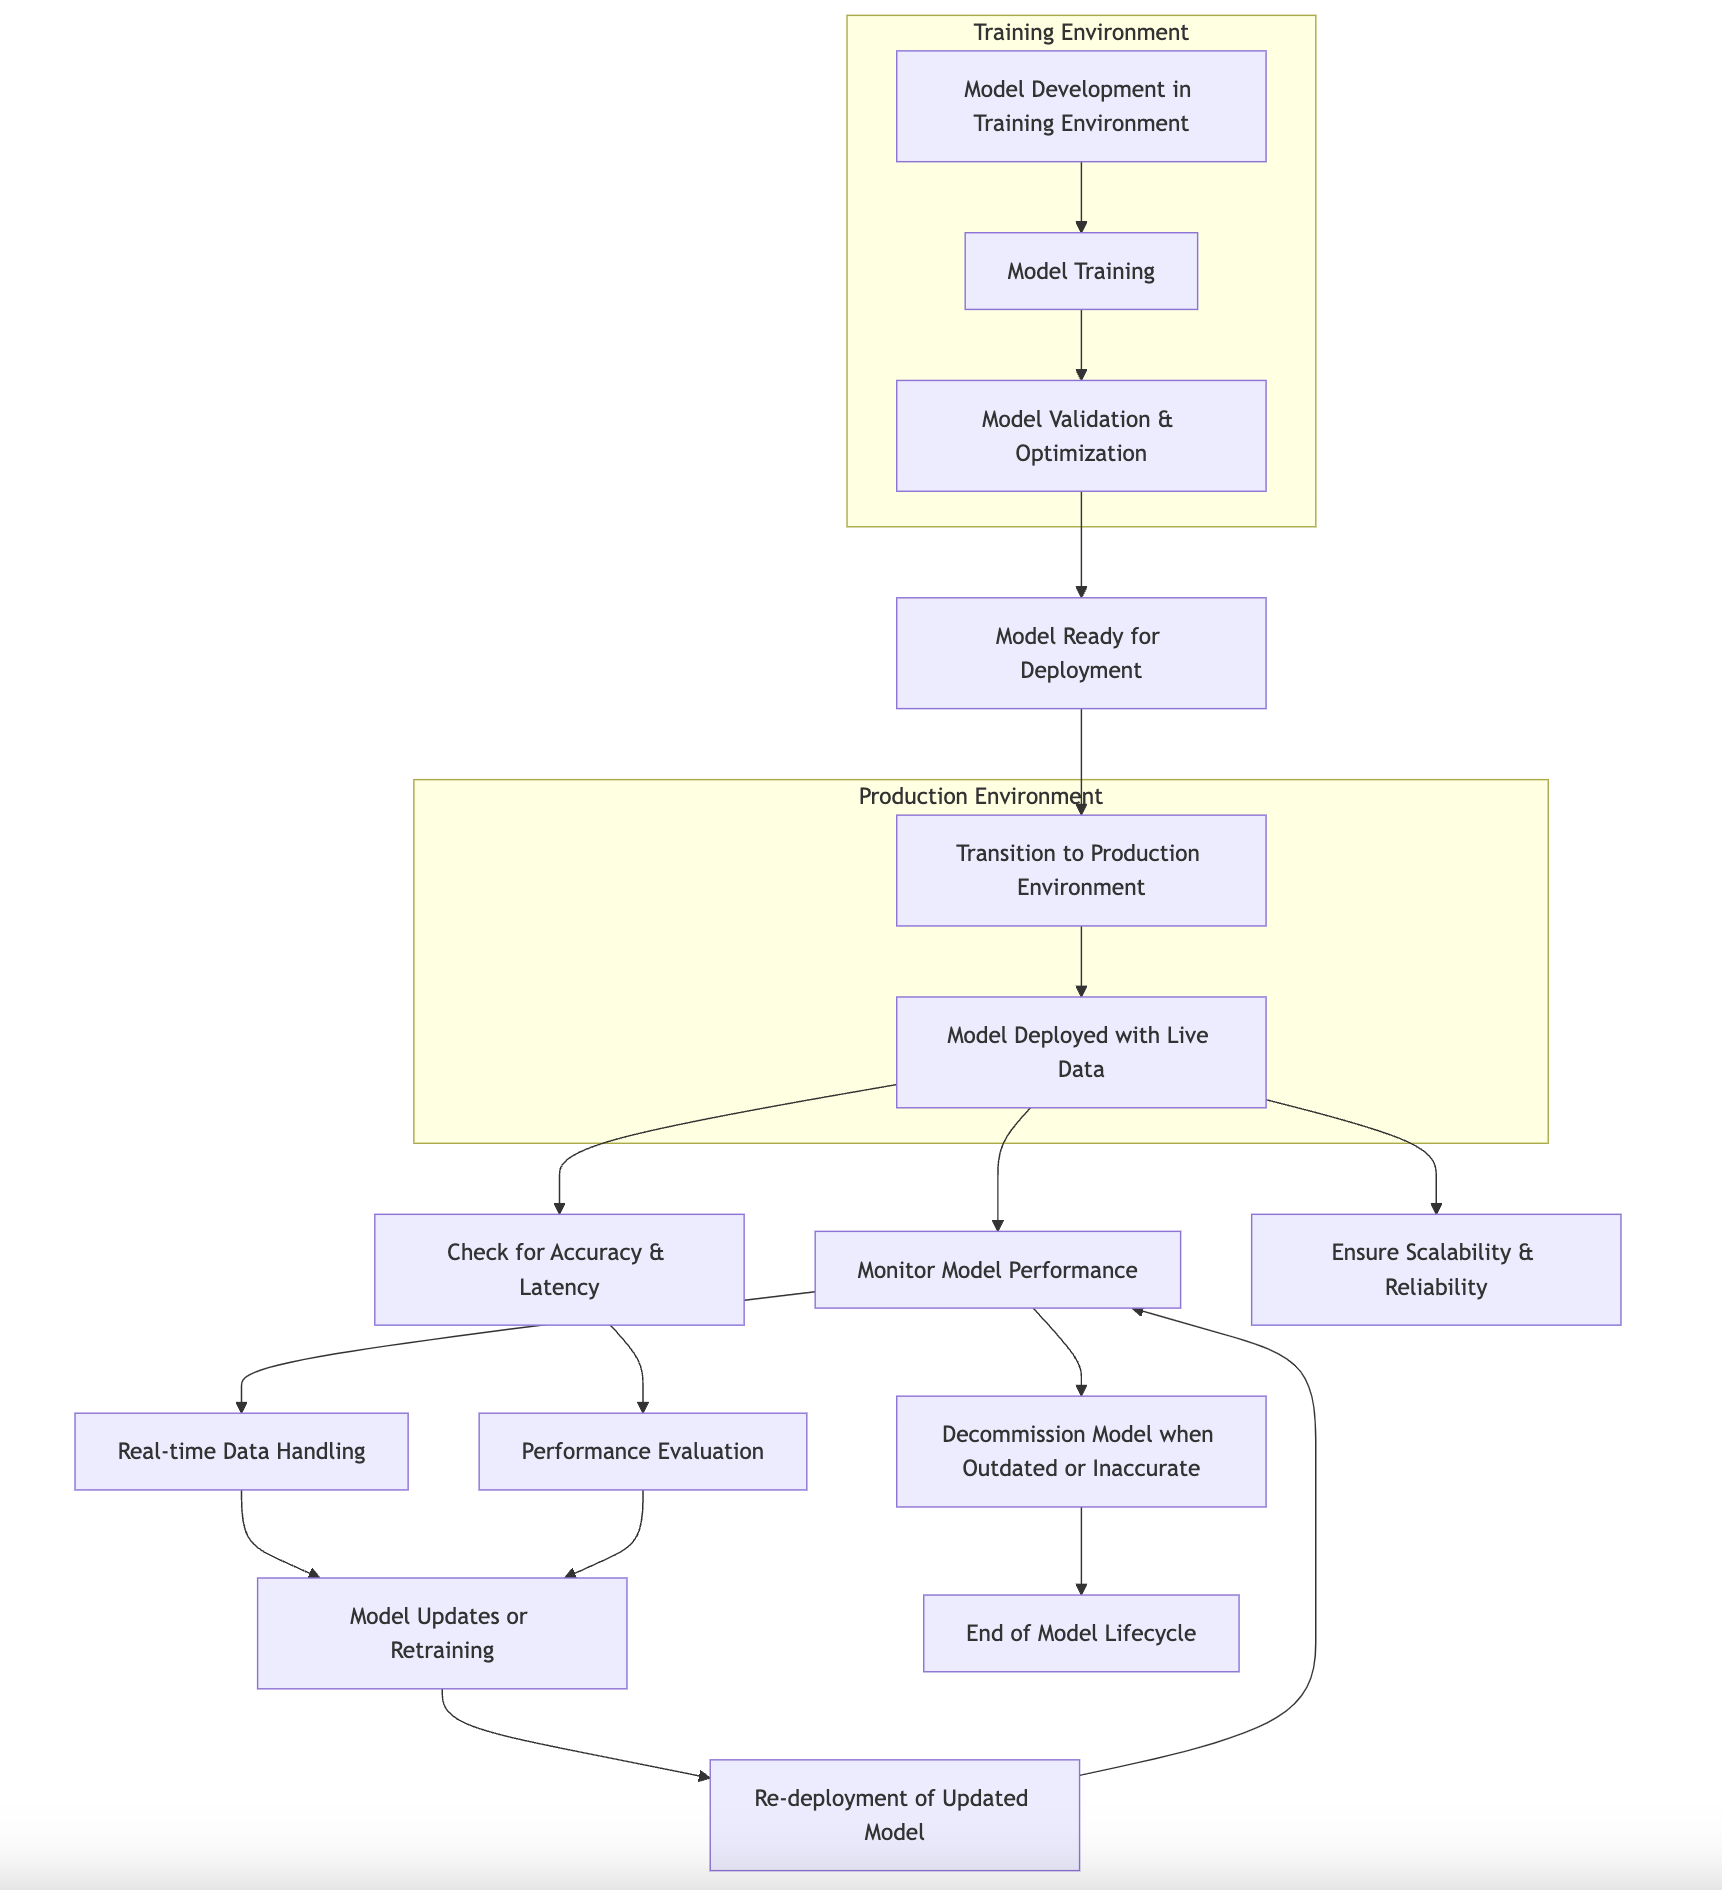 Training Environment
Model Development in
Training Environment
Model Training
Model Validation &
Optimization
Model Ready for
Deployment
Production Environment
Transition to Production
Environment
Model Deployed with Live
Data
Check for Accuracy &
Latency
Monitor Model Performance
Ensure Scalability &
Reliability
Real-time Data Handling
Performance Evaluation
Decommission Model when
Outdated or Inaccurate
Model Updates or
Retraining
End of Model Lifecycle
Re-deployment of Updated
Model